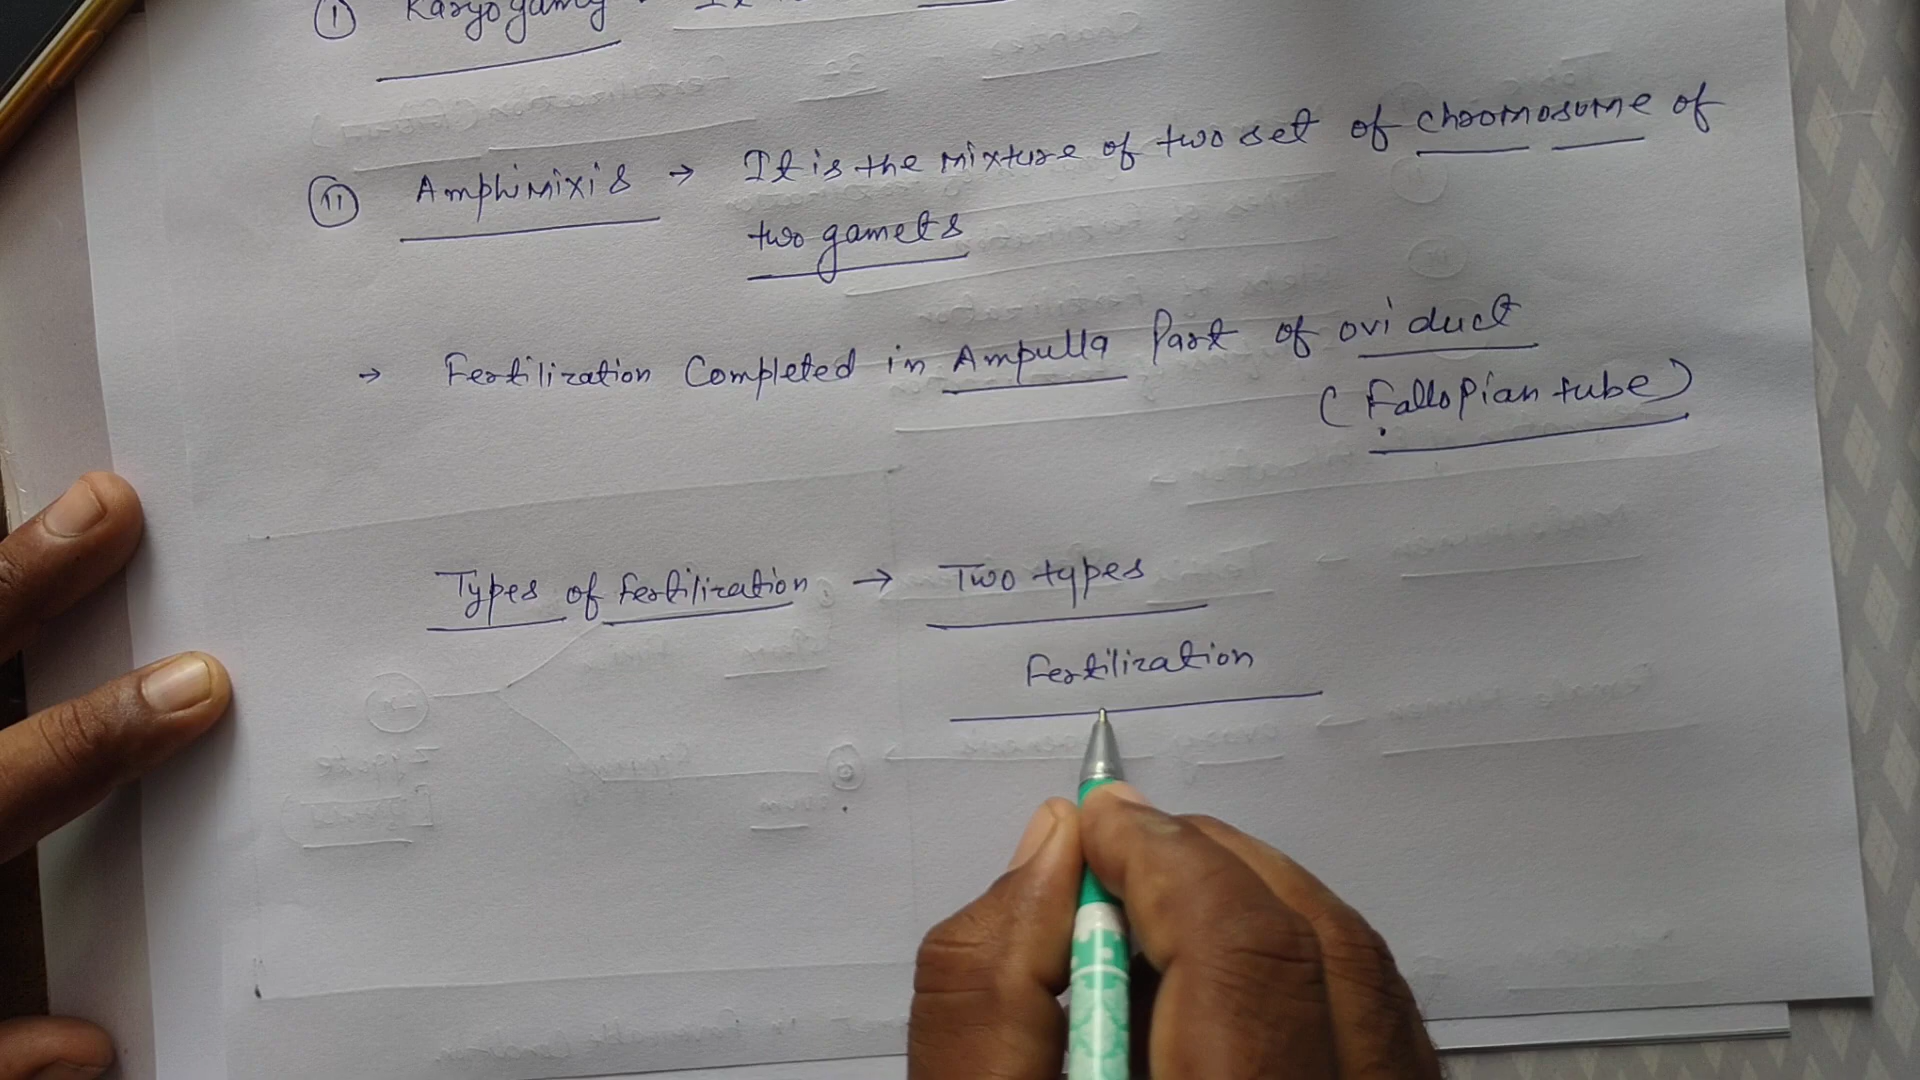 (i) Karyogamy
(ii) Amphimixis → It is the mixture of two set of chromosome of
two gamets
→ Fertilization Completed in Ampulla Part of oviduct
(Fallopian tube)
Types of fertilization → Two types
Fertilization